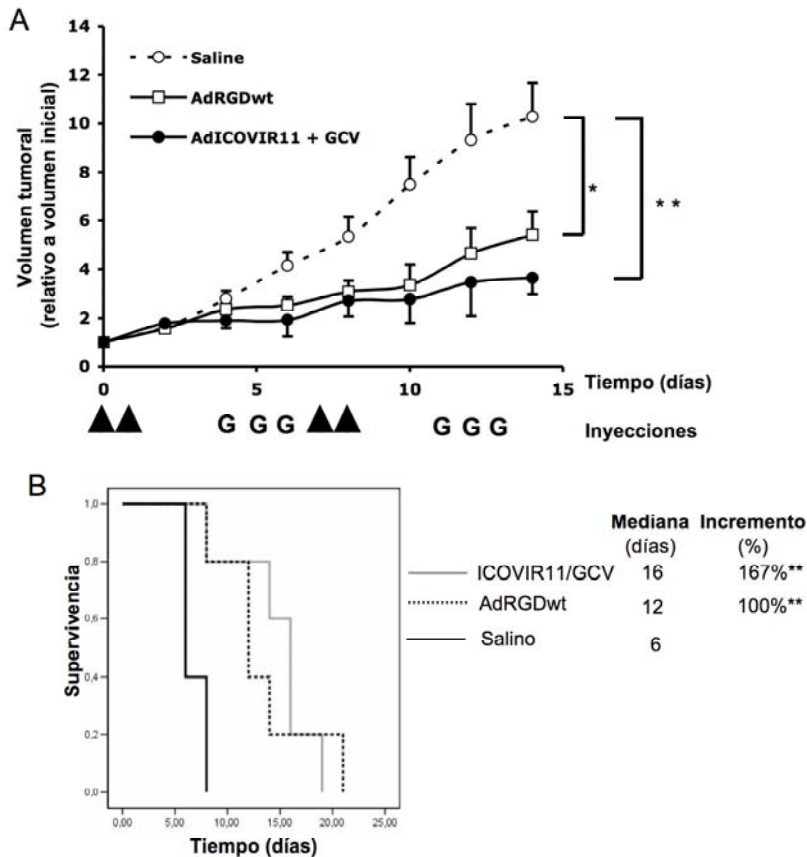 A
Volumen tumoral
(relativo a volumen inicial)
14
12
10
8
6
4
2
0
Saline
AdRGDwt
AdICOVIR11 + GCV
*
* *
0
5
10
15
Tiempo (días)
G G G
G G G
Inyecciones
B
Supervivencia
1,0
0,8
0,6
0,4
0,2
0,0
0,00
5,00
10,00
15,00
20,00
25,00
Tiempo (días)
Mediana Incremento
(días) (%)
ICOVIR11/GCV 16 167%**
AdRGDwt 12 100%**
Salino 6